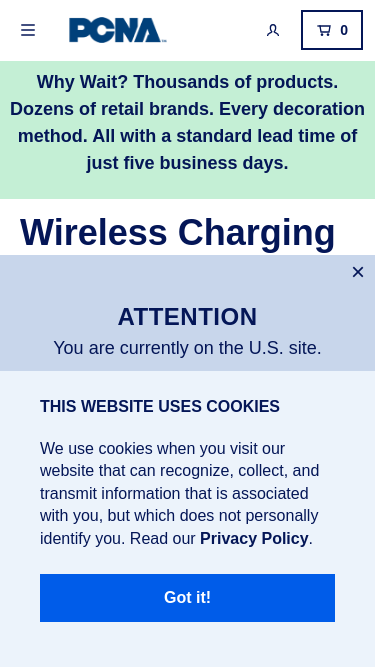 PCNA
0
Why Wait? Thousands of products.
Dozens of retail brands. Every decoration
method. All with a standard lead time of
just five business days.
Wireless Charging
×
ATTENTION
You are currently on the U.S. site.
THIS WEBSITE USES COOKIES
We use cookies when you visit our
website that can recognize, collect, and
transmit information that is associated
with you, but which does not personally
identify you. Read our Privacy Policy.
Got it!